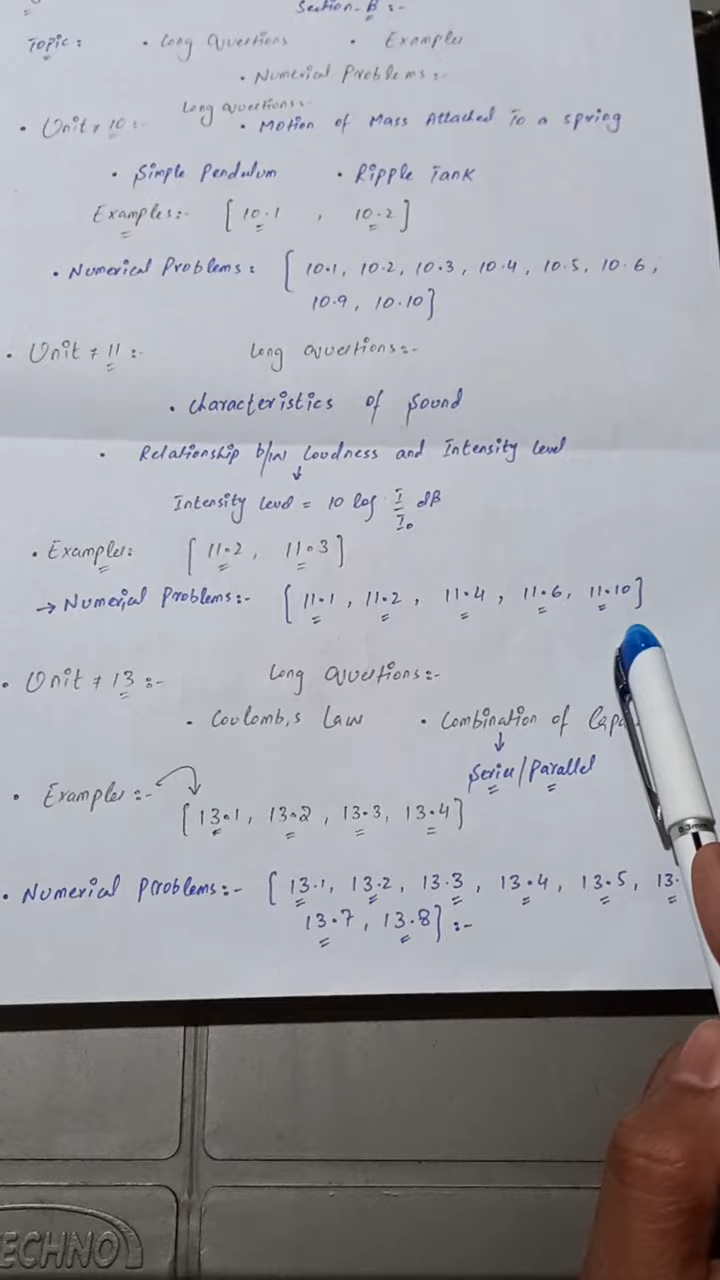 Section-B:-
Topic: • Long Questions • Examples
• Numerical Problems:-
Long Questions:-
• Unit # 10:- • Motion of Mass Attached To a spring
• Simple Pendulum • Ripple Tank
Examples:- [10.1, 10.2]
• Numerical Problems: [10.1, 10.2, 10.3, 10.4, 10.5, 10.6,
10.9, 10.10]
• Unit # 11:- Long Questions:-
• Characteristics of Sound
• Relationship b/w Loudness and Intensity level
↓
Intensity level = 10 log I/I₀ dB
• Examples: [11.2, 11.3]
→ Numerical Problems:- [11.1, 11.2, 11.4, 11.6, 11.10]
• Unit # 13:- Long Questions:-
• Coulomb,s Law • Combination of
↓
Series/Parallel
• Examples:- [13.1, 13.2, 13.3, 13.4]
• Numerical Problems:- [13.1, 13.2, 13.3, 13.4, 13.5, 13.
13.7, 13.8]:-
TECHNO